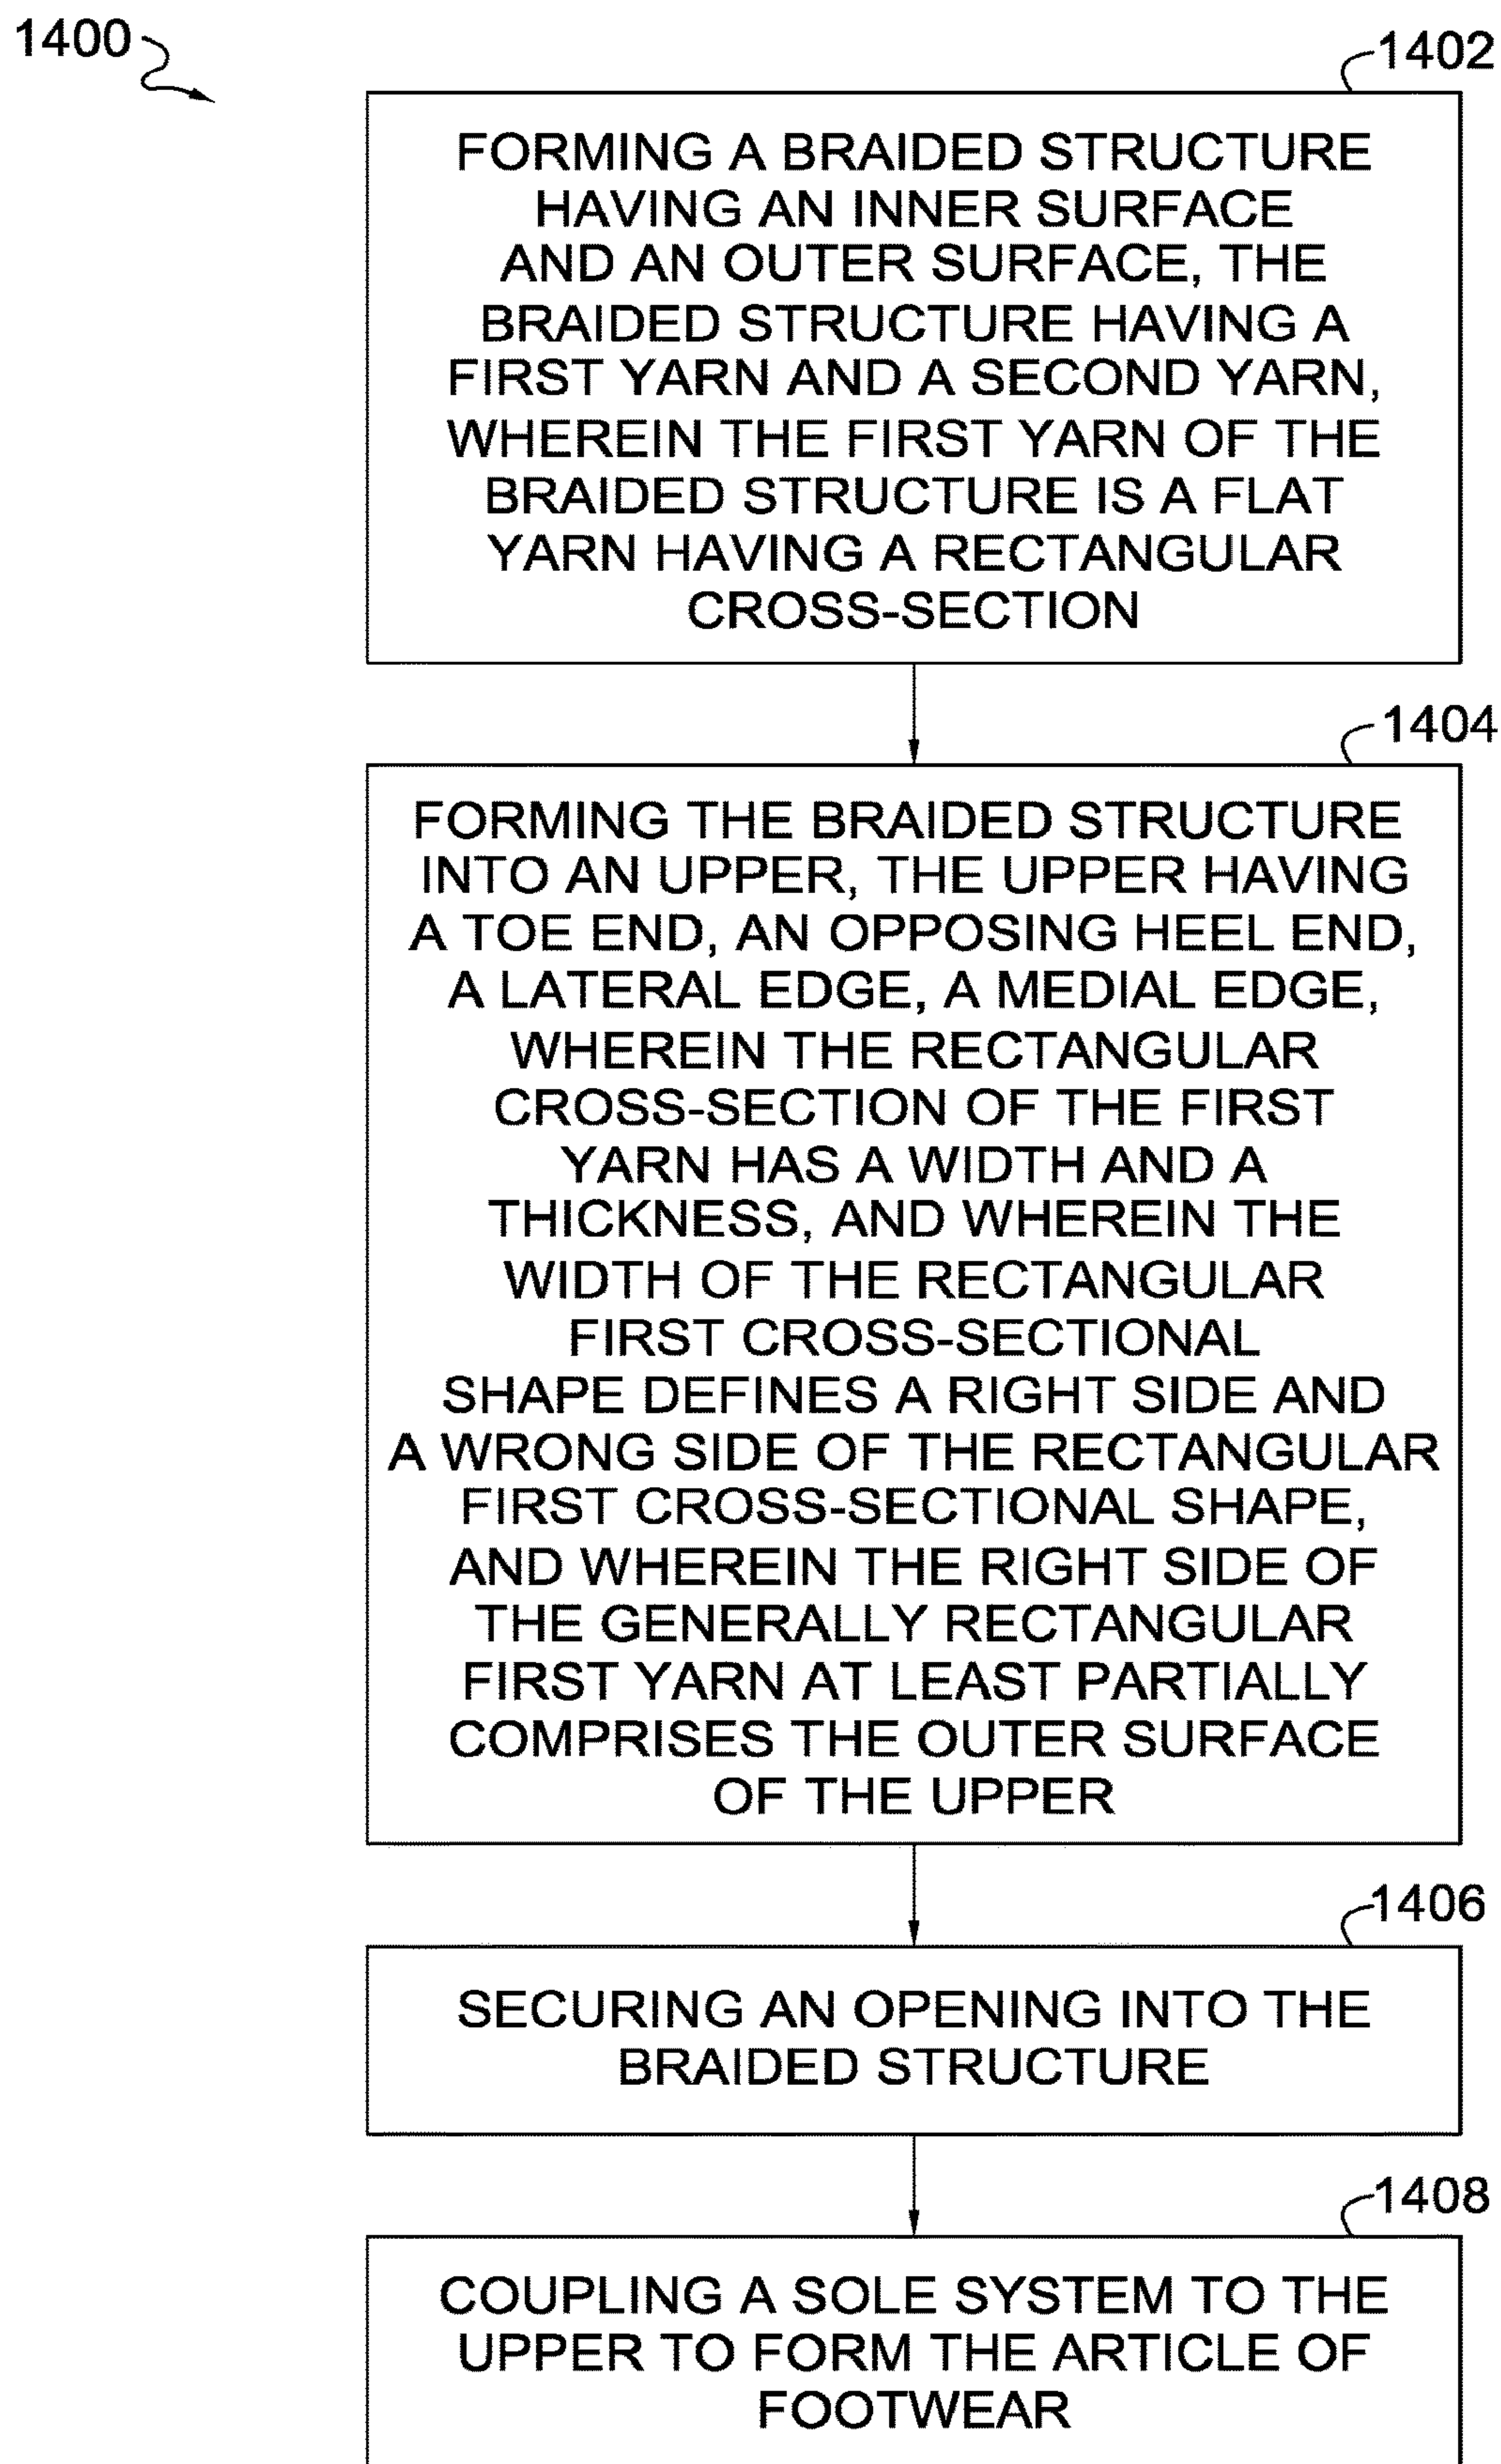 1400
1402
FORMING A BRAIDED STRUCTURE
HAVING AN INNER SURFACE
AND AN OUTER SURFACE, THE
BRAIDED STRUCTURE HAVING A
FIRST YARN AND A SECOND YARN,
WHEREIN THE FIRST YARN OF THE
BRAIDED STRUCTURE IS A FLAT
YARN HAVING A RECTANGULAR
CROSS-SECTION
1404
FORMING THE BRAIDED STRUCTURE
INTO AN UPPER, THE UPPER HAVING
A TOE END, AN OPPOSING HEEL END,
A LATERAL EDGE, A MEDIAL EDGE,
WHEREIN THE RECTANGULAR
CROSS-SECTION OF THE FIRST
YARN HAS A WIDTH AND A
THICKNESS, AND WHEREIN THE
WIDTH OF THE RECTANGULAR
FIRST CROSS-SECTIONAL
SHAPE DEFINES A RIGHT SIDE AND
A WRONG SIDE OF THE RECTANGULAR
FIRST CROSS-SECTIONAL SHAPE,
AND WHEREIN THE RIGHT SIDE OF
THE GENERALLY RECTANGULAR
FIRST YARN AT LEAST PARTIALLY
COMPRISES THE OUTER SURFACE
OF THE UPPER
1406
SECURING AN OPENING INTO THE
BRAIDED STRUCTURE
1408
COUPLING A SOLE SYSTEM TO THE
UPPER TO FORM THE ARTICLE OF
FOOTWEAR